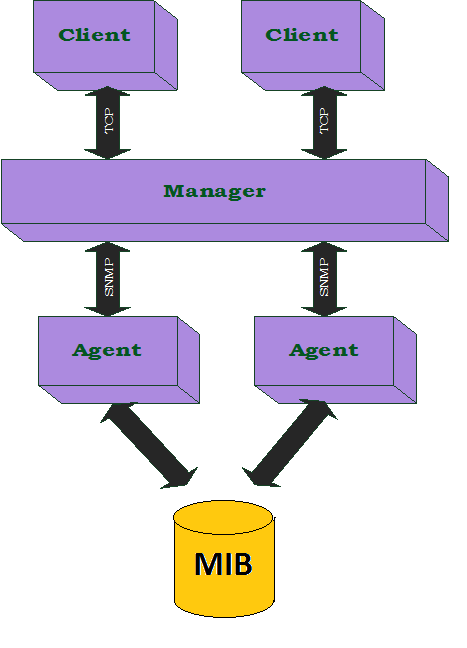 Client
Client
TCP
TCP
Manager
SNMP
SNMP
Agent
Agent
MIB